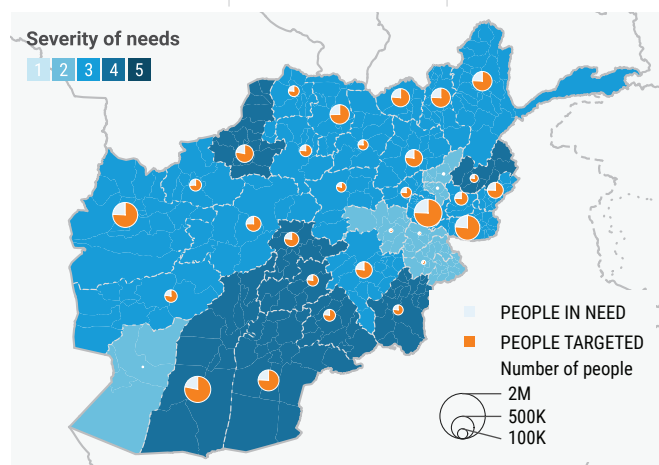 Severity of needs
1 2 3 4 5
PEOPLE IN NEED
PEOPLE TARGETED
Number of people
2M
500K
100K